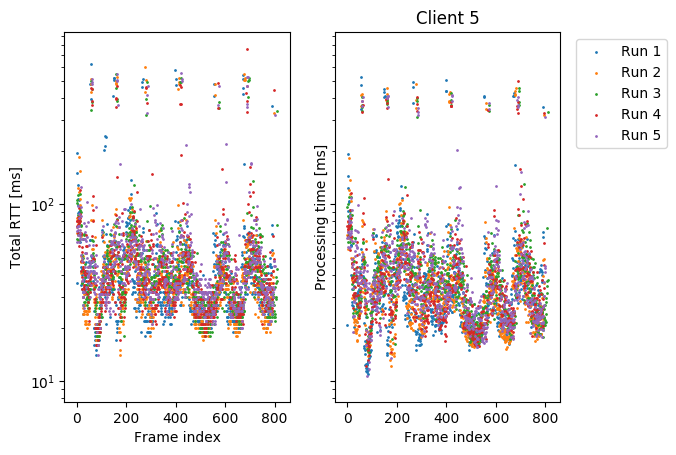 Client 5
Total RTT [ms]
10²
10¹
0 200 400 600 800
Frame index
Processing time [ms]
0 200 400 600 800
Frame index
Run 1
Run 2
Run 3
Run 4
Run 5